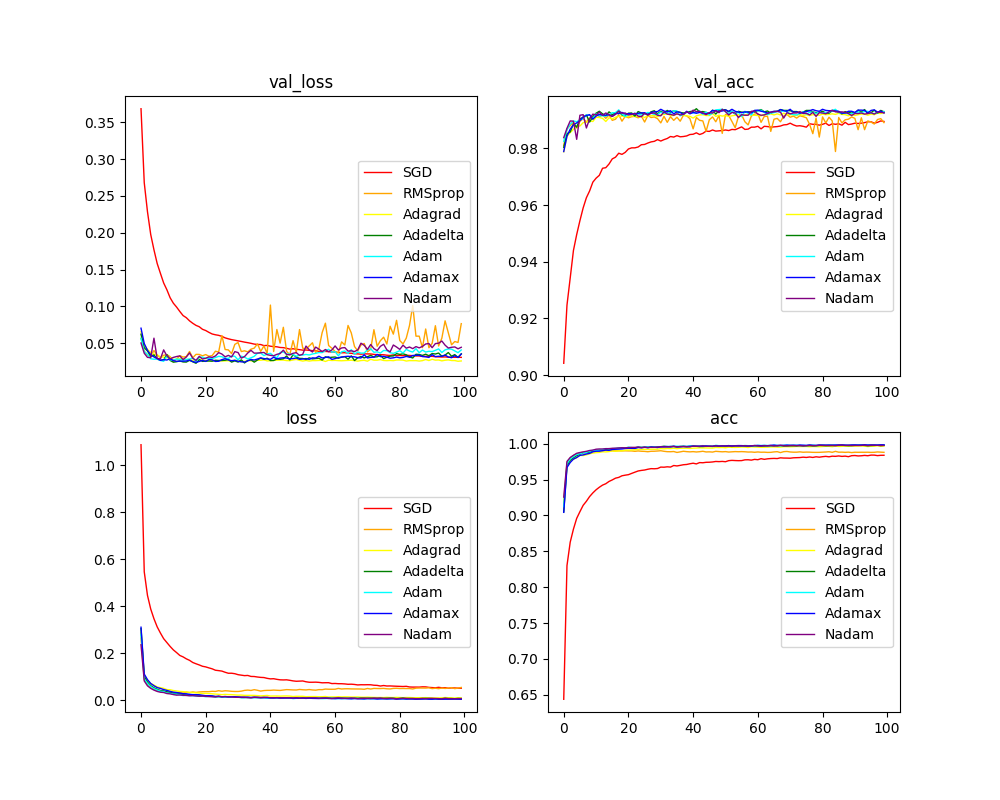 val_loss
0.35
0.30
0.25
0.20
0.15
0.10
0.05
0 20 40 60 80 100
SGD
RMSprop
Adagrad
Adadelta
Adam
Adamax
Nadam
val_acc
0.98
0.96
0.94
0.92
0.90
0 20 40 60 80 100
SGD
RMSprop
Adagrad
Adadelta
Adam
Adamax
Nadam
loss
1.0
0.8
0.6
0.4
0.2
0.0
0 20 40 60 80 100
SGD
RMSprop
Adagrad
Adadelta
Adam
Adamax
Nadam
acc
1.00
0.95
0.90
0.85
0.80
0.75
0.70
0.65
0 20 40 60 80 100
SGD
RMSprop
Adagrad
Adadelta
Adam
Adamax
Nadam